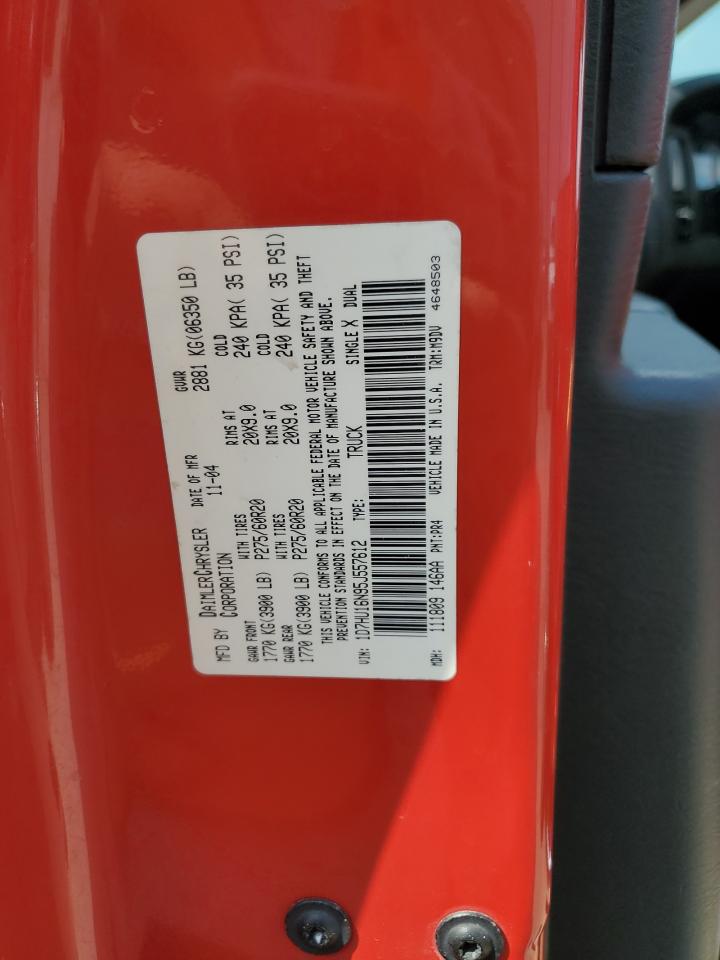 MFD BY DAIMLERCHRYSLER CORPORATION DATE OF MFR 11-04 GVWR 2881 KG(06350 LB)
GAWR FRONT WITH TIRES RIMS AT COLD
1770 KG(3900 LB) P275/60R20 20X9.0 240 KPA( 35 PSI)
GAWR REAR WITH TIRES RIMS AT COLD
1770 KG(3900 LB) P275/60R20 20X9.0 240 KPA( 35 PSI)
THIS VEHICLE CONFORMS TO ALL APPLICABLE FEDERAL MOTOR VEHICLE SAFETY AND THEFT
PREVENTION STANDARDS IN EFFECT ON THE DATE OF MANUFACTURE SHOWN ABOVE.
VIN: 1D7HU16N95J557612 TYPE: TRUCK SINGLE X DUAL
MDH: 111809 146AA PNT:PR4 VEHICLE MADE IN U.S.A. TRM:M9DV 4648503